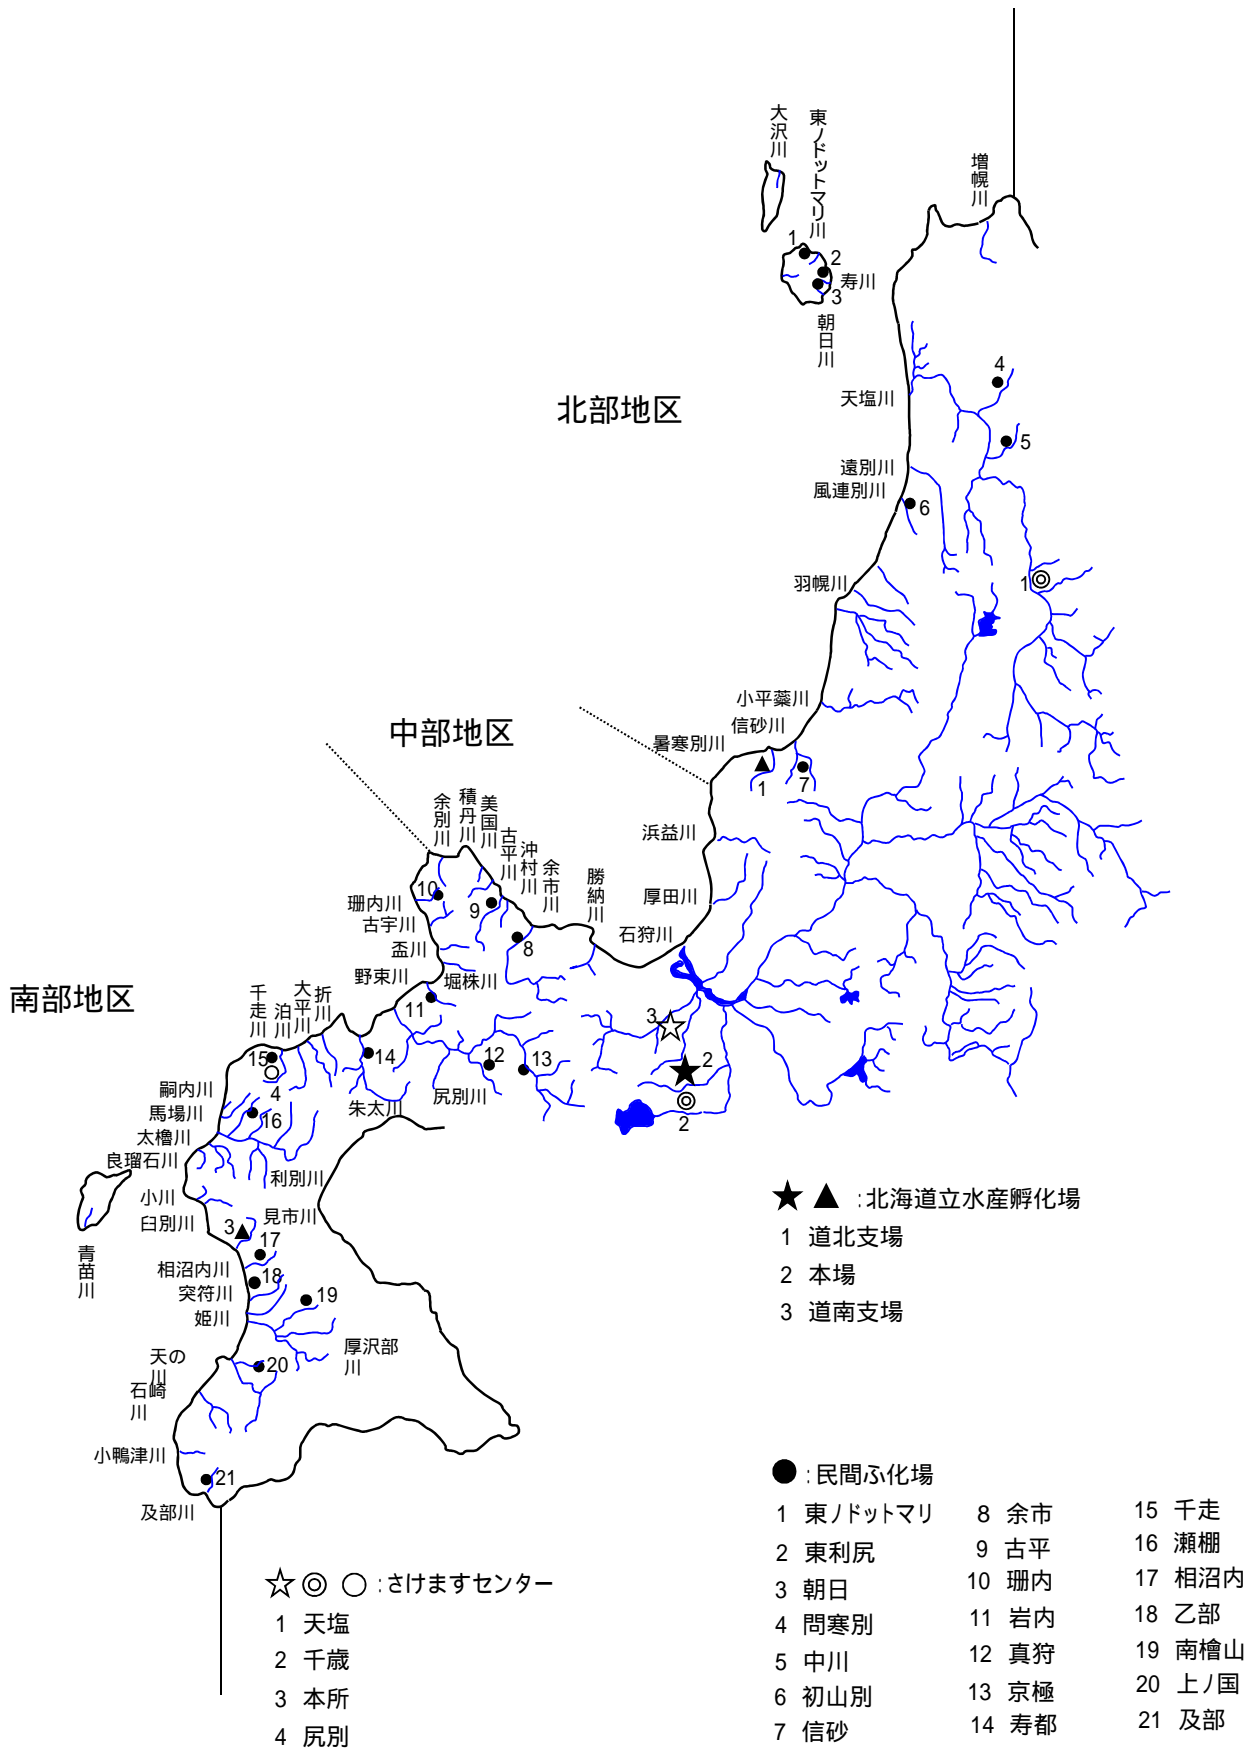 大沢川
東ノドットマリ川
増幌川
1
2
寿川
3
朝日川
4
天塩川
北部地区
5
遠別川
風連別川
6
1
羽幌川
小平蘂川
信砂川
中部地区
暑寒別川
1
7
余別川
積丹川
美国川
古平川
沖村川
余市川
勝納川
浜益川
厚田川
石狩川
10
珊内川
古宇川
9
盃川
8
野束川
堀株川
11
南部地区
千走川
泊川
大平川
折川
3
15
14
12
13
2
4
嗣内川
馬場川
16
朱太川
尻別川
2
太櫓川
良瑠石川
利別川
小川
臼別川
見市川
3
17
青苗川
相沼内川
18
突符川
19
姫川
厚沢部川
天の川
20
石崎川
小鴨津川
21
及部川
★ ▲ :北海道立水産孵化場
1 道北支場
2 本場
3 道南支場
● :民間ふ化場
1 東ノドットマリ
2 東利尻
3 朝日
4 問寒別
5 中川
6 初山別
7 信砂
8 余市
9 古平
10 珊内
11 岩内
12 真狩
13 京極
14 寿都
15 千走
16 瀬棚
17 相沼内
18 乙部
19 南檜山
20 上ノ国
21 及部
☆ ◎ ○ :さけますセンター
1 天塩
2 千歳
3 本所
4 尻別